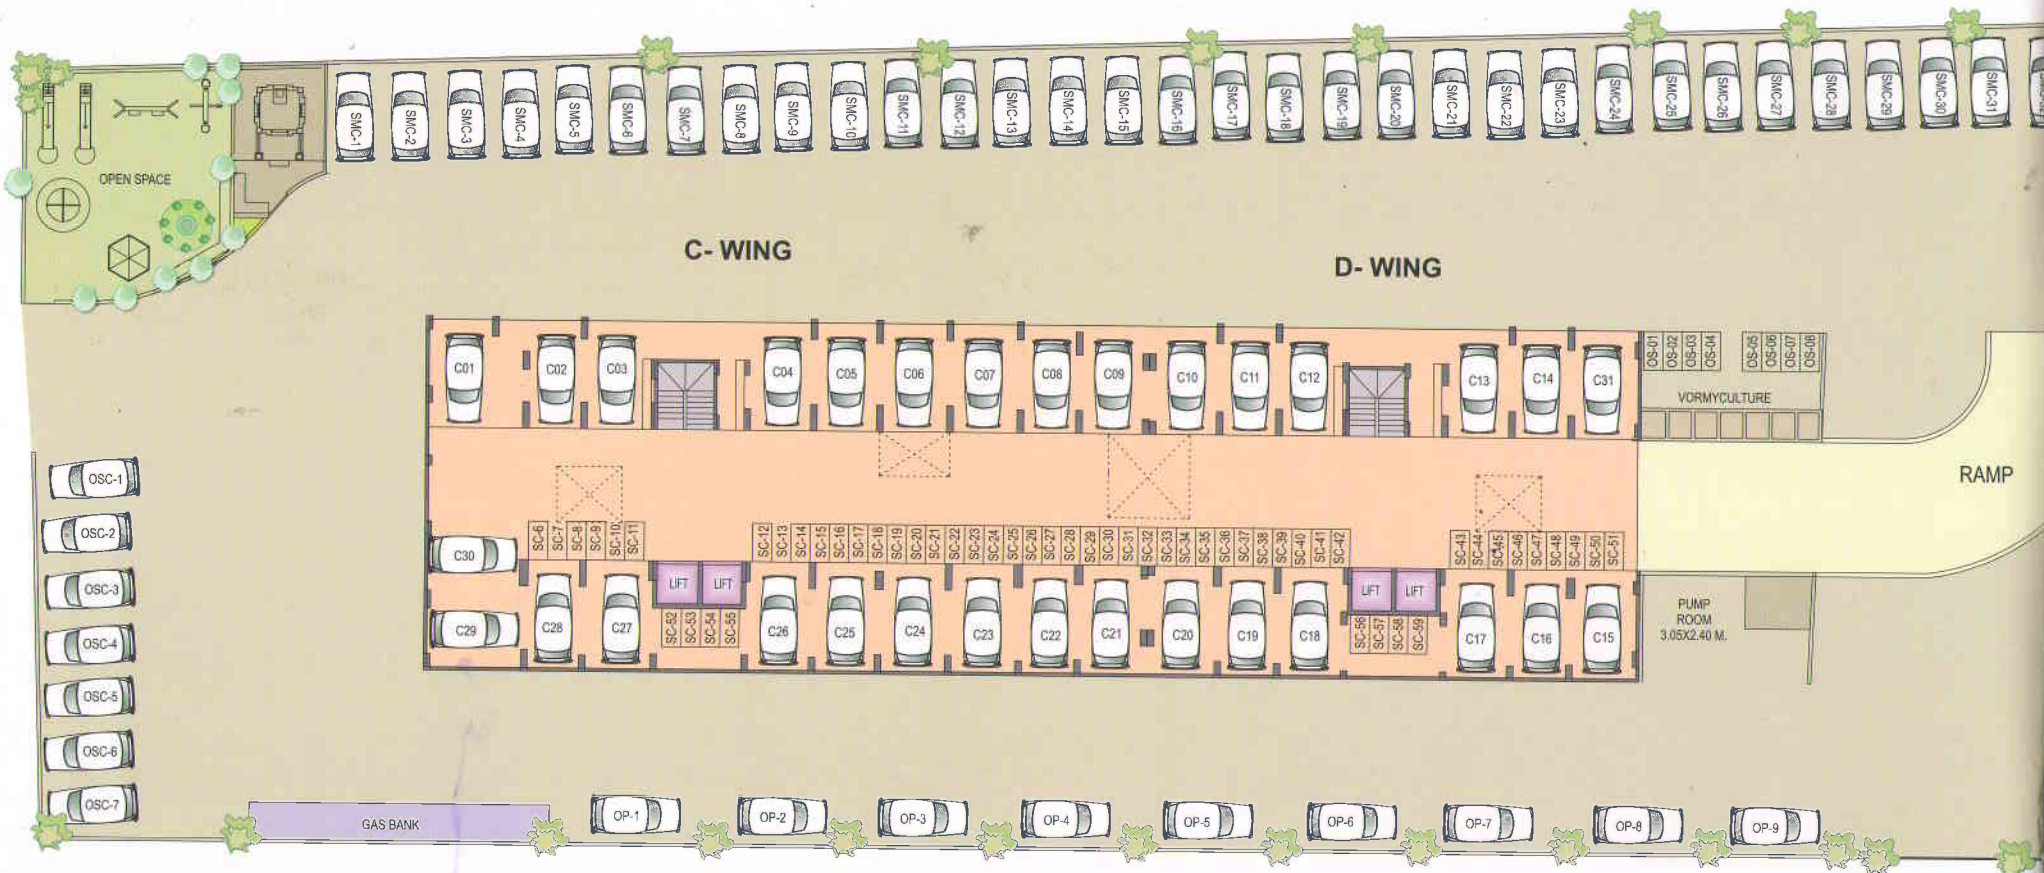 SMC-1
SMC-2
SMC-3
SMC-4
SMC-5
SMC-6
SMC-7
SMC-8
SMC-9
SMC-10
SMC-11
SMC-12
SMC-13
SMC-14
SMC-15
SMC-16
SMC-17
SMC-18
SMC-19
SMC-20
SMC-21
SMC-22
SMC-23
SMC-24
SMC-25
SMC-26
SMC-27
SMC-28
SMC-29
SMC-30
SMC-31
OPEN SPACE
C- WING
D- WING
C01
C02
C03
C04
C05
C06
C07
C08
C09
C10
C11
C12
C13
C14
C31
OS-01
OS-02
OS-03
OS-04
OS-05
OS-06
OS-07
OS-08
VORMYCULTURE
RAMP
OSC-1
OSC-2
OSC-3
OSC-4
OSC-5
OSC-6
OSC-7
SC-6
SC-7
SC-8
SC-9
SC-10
SC-11
SC-12
SC-13
SC-14
SC-15
SC-16
SC-17
SC-18
SC-19
SC-20
SC-21
SC-22
SC-23
SC-24
SC-25
SC-26
SC-27
SC-28
SC-29
SC-30
SC-31
SC-32
SC-33
SC-34
SC-35
SC-36
SC-37
SC-38
SC-39
SC-40
SC-41
SC-42
SC-43
SC-44
SC-45
SC-46
SC-47
SC-48
SC-49
SC-50
SC-51
C30
C29
C28
C27
LIFT
LIFT
SC-52
SC-53
SC-54
SC-55
C26
C25
C24
C23
C22
C21
C20
C19
C18
LIFT
LIFT
SC-56
SC-57
SC-58
SC-59
C17
C16
C15
PUMP
ROOM
3.05X2.40 M.
GAS BANK
OP-1
OP-2
OP-3
OP-4
OP-5
OP-6
OP-7
OP-8
OP-9